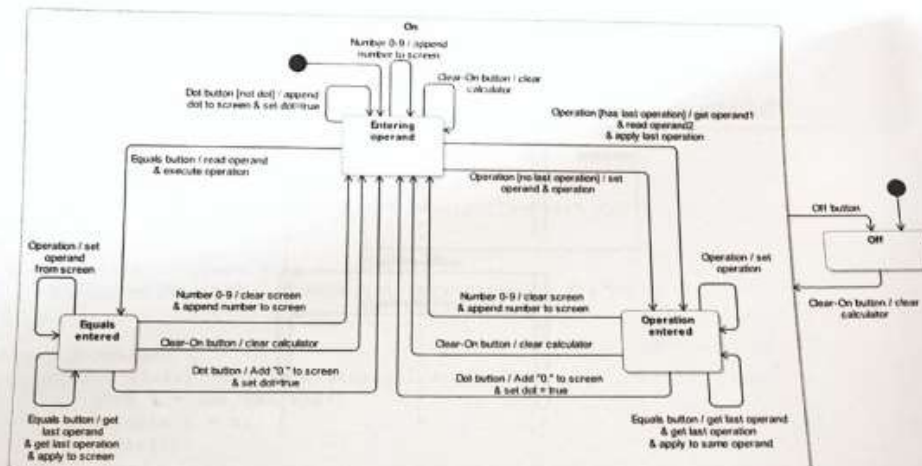 On
Number 0-9 / append
number to screen
Clear-On button / clear
calculator
Dot button [not dot] / append
dot to screen & set dot=true
Entering
operand
Operation [has last operation] / get operand1
& read operand2
& apply last operation
Equals button / read operand
& execute operation
Operation [no last operation] / set
operand & operation
Off button
Off
Clear-On button / clear
calculator
Operation / set
operand
from screen
Operation / set
operation
Number 0-9 / clear screen
& append number to screen
Number 0-9 / clear screen
& append number to screen
Equals
entered
Operation
entered
Clear-On button / clear calculator
Clear-On button / clear calculator
Dot button / Add "0." to screen
& set dot=true
Dot button / Add "0." to screen
& set dot = true
Equals button / get
last operand
& get last operation
& apply to screen
Equals button / get last operand
& get last operation
& apply to same operand